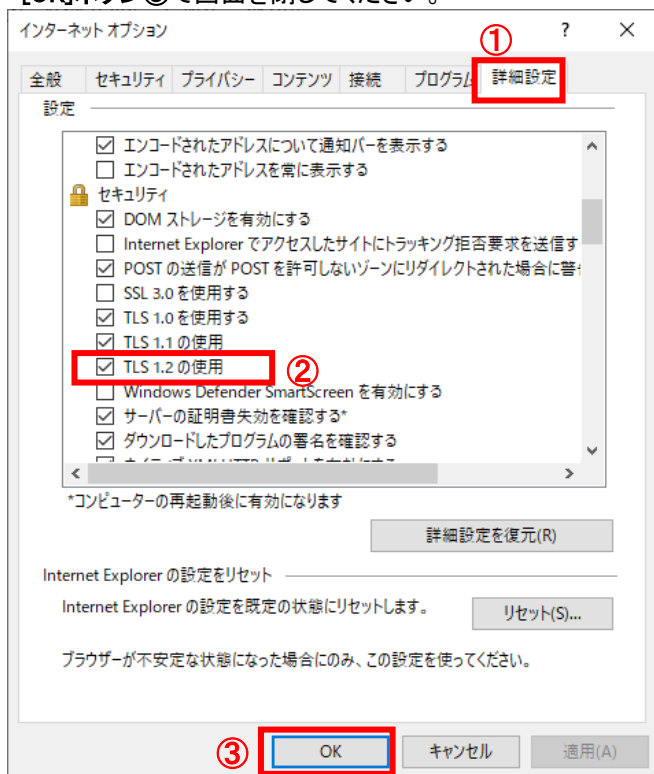 [OK]ボタン③で画面を閉じてください。
インターネット オプション
?
①
全般 セキュリティ プライバシー コンテンツ 接続 プログラム 詳細設定
設定
エンコードされたアドレスについて通知バーを表示する
エンコードされたアドレスを常に表示する
セキュリティ
DOM ストレージを有効にする
Internet Explorer でアクセスしたサイトにトラッキング拒否要求を送信す
POST の送信が POST を許可しないゾーンにリダイレクトされた場合に警
SSL 3.0 を使用する
TLS 1.0 を使用する
TLS 1.1 の使用
TLS 1.2 の使用 ②
Windows Defender SmartScreen を有効にする
サーバーの証明書失効を確認する*
ダウンロードしたプログラムの署名を確認する
*コンピューターの再起動後に有効になります
詳細設定を復元(R)
Internet Explorer の設定をリセット
Internet Explorer の設定を既定の状態にリセットします。
リセット(S)...
ブラウザーが不安定な状態になった場合にのみ、この設定を使ってください。
③ OK キャンセル 適用(A)